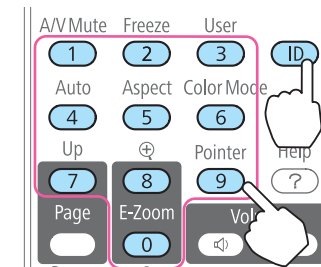 A/V Mute Freeze User
1 2 3 ID
Auto Aspect Color Mode
4 5 6
Up Pointer Help
7 8 9 ?
Page E-Zoom
0